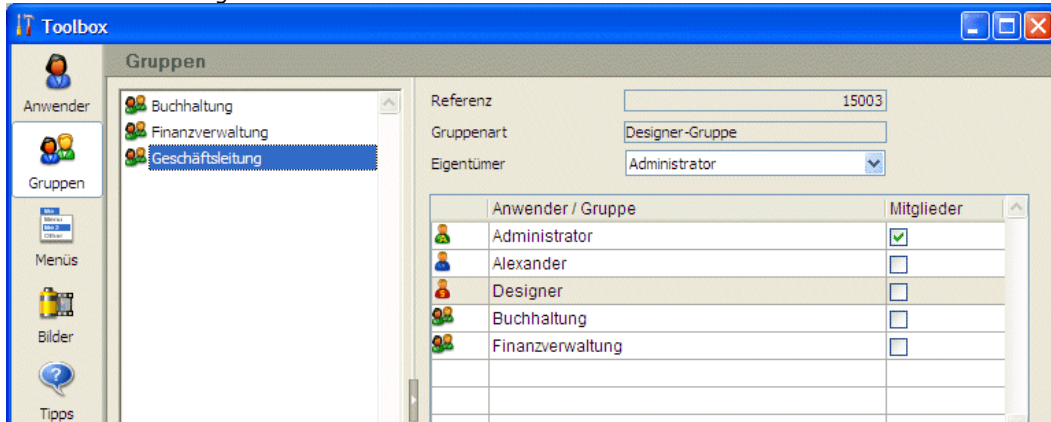 Toolbox
Gruppen
Anwender
Gruppen
Menüs
Bilder
Tipps
Buchhaltung
Finanzverwaltung
Geschäftsleitung
Referenz 15003
Gruppenart Designer-Gruppe
Eigentümer Administrator
Anwender / Gruppe Mitglieder
Administrator
Alexander
Designer
Buchhaltung
Finanzverwaltung